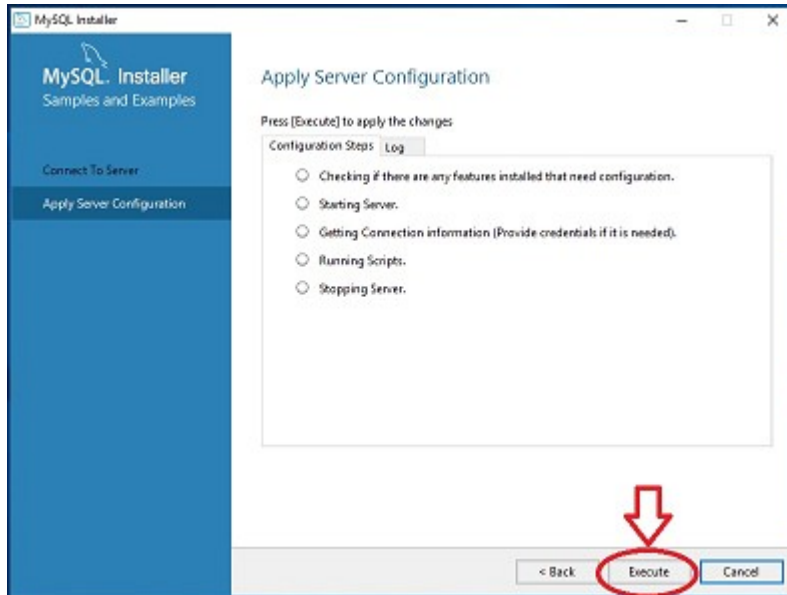 MySQL Installer
MySQL. Installer
Samples and Examples
Connect To Server
Apply Server Configuration
Apply Server Configuration
Press [Execute] to apply the changes
Configuration Steps
Log
Checking if there are any features installed that need configuration.
Starting Server.
Getting Connection information (Provide credentials if it is needed).
Running Scripts.
Stopping Server.
< Back
Execute
Cancel